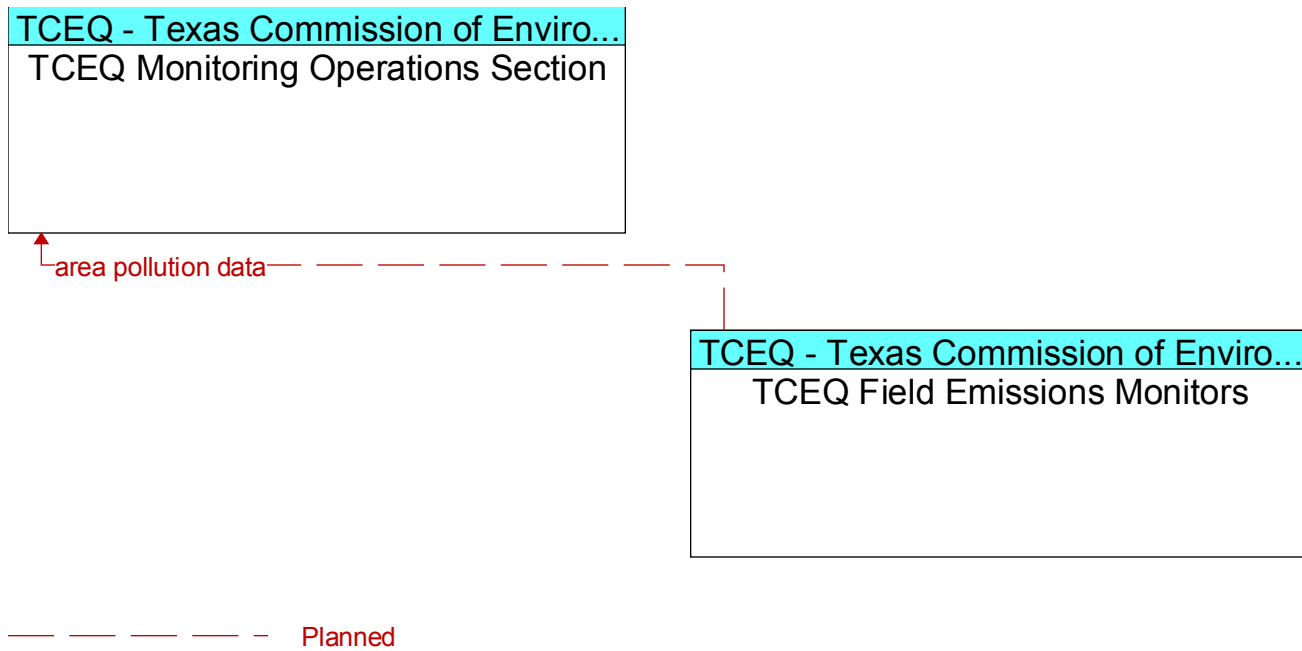 TCEQ - Texas Commission of Enviro...
TCEQ Monitoring Operations Section
area pollution data
TCEQ - Texas Commission of Enviro...
TCEQ Field Emissions Monitors
Planned